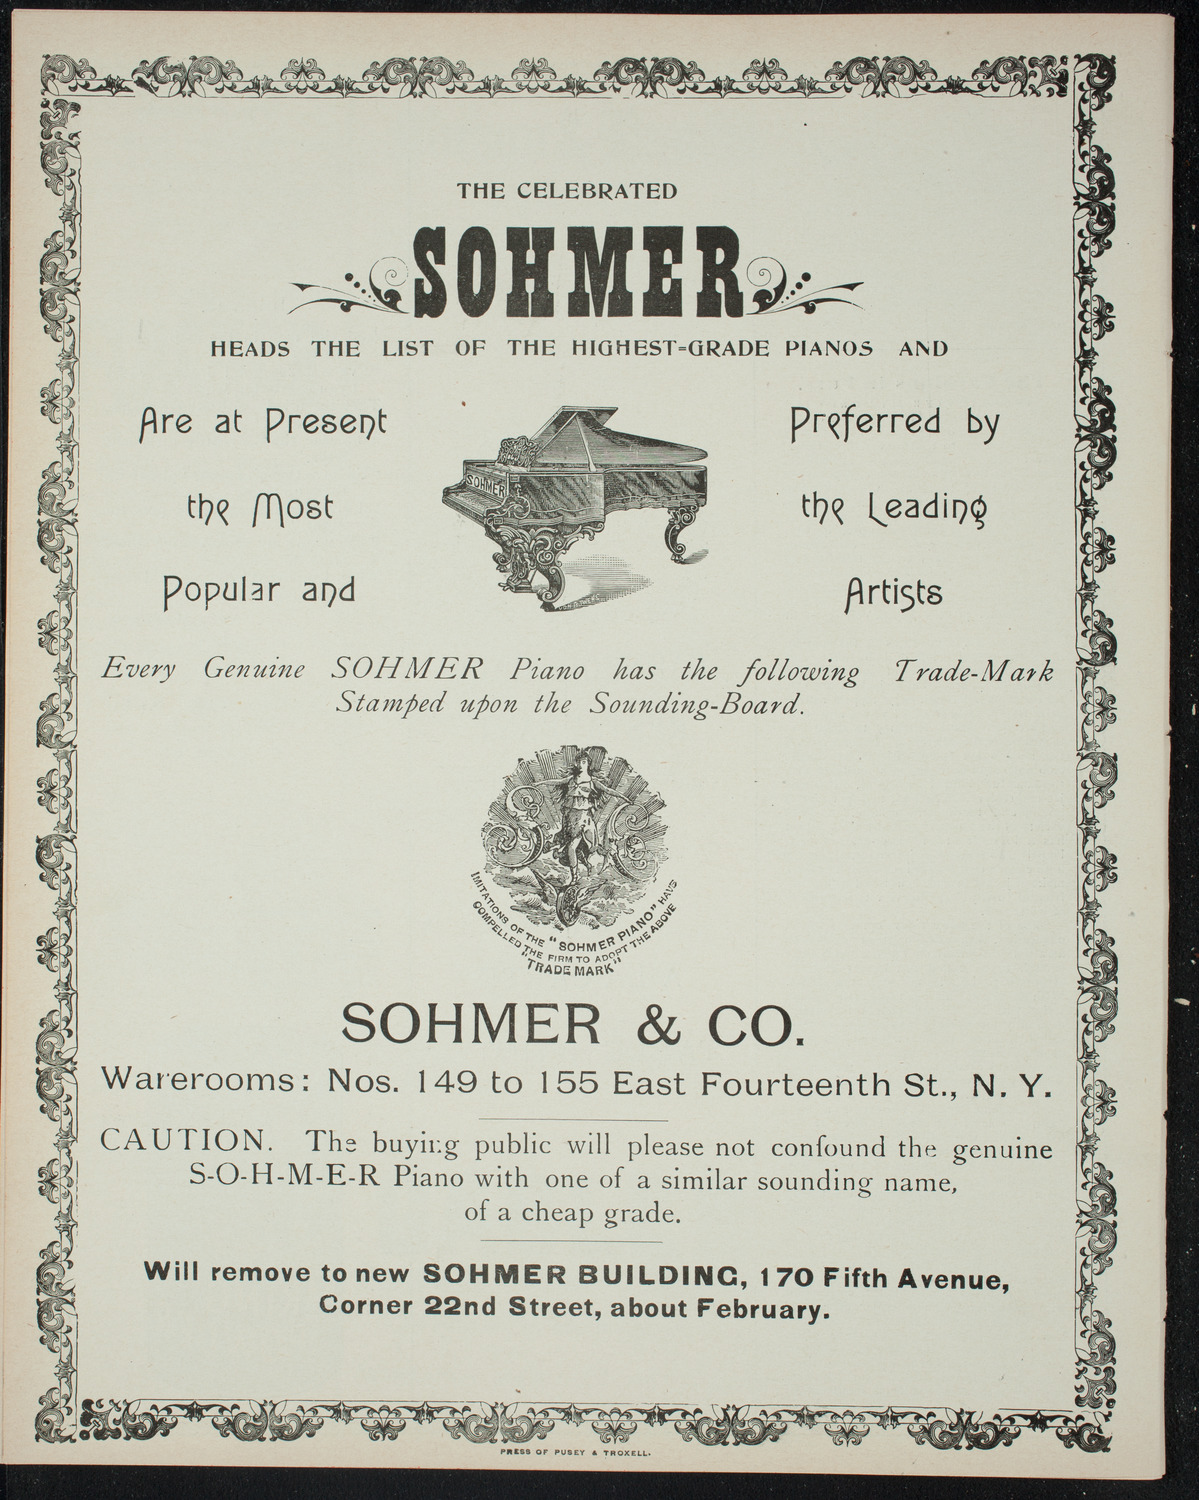 THE CELEBRATED
SOHMER
HEADS THE LIST OF THE HIGHEST=GRADE PIANOS AND
Are at Present
the Most
Popular and
SOHMER
Preferred by
the Leading
Artists
Every Genuine SOHMER Piano has the following Trade-Mark
Stamped upon the Sounding-Board.
S C
IMITATIONS OF THE "SOHMER PIANO" HAVE
COMPELLED THE FIRM TO ADOPT THE ABOVE
"TRADE MARK"
SOHMER & CO.
Warerooms: Nos. 149 to 155 East Fourteenth St., N. Y.
CAUTION. The buying public will please not confound the genuine
S-O-H-M-E-R Piano with one of a similar sounding name,
of a cheap grade.
Will remove to new SOHMER BUILDING, 170 Fifth Avenue,
Corner 22nd Street, about February.
PRESS OF PUSEY & TROXELL.